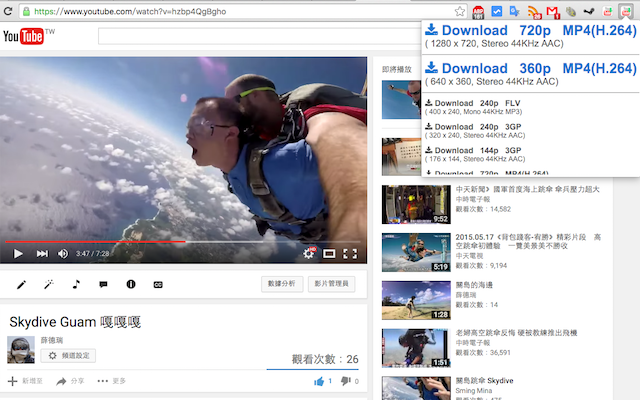 https://www.youtube.com/watch?v=hzbp4QgBgho
YouTube TW
Download 720p MP4(H.264)
( 1280 x 720, Stereo 44KHz AAC)
Download 360p MP4(H.264)
( 640 x 360, Stereo 44KHz AAC)
Download 240p FLV
( 400 x 240, Mono 44KHz MP3)
Download 240p 3GP
( 320 x 240, Stereo 44KHz AAC)
Download 144p 3GP
( 176 x 144, Stereo 44KHz AAC)
Download 720p MP4(H.264)
即將播放
3:47 / 7:28
HD
數據分析
影片管理員
Skydive Guam 嘎嘎嘎
薛德瑞
頻道設定
觀看次數：26
新增至
分享
更多
1
0
中天新聞》國軍首度海上跳傘 傘兵壓力超大
中時電子報
觀看次數：14,582
9:52
2015.05.17《背包踐客-宥勝》精彩片段 高
空跳傘初體驗 一覽美景美不勝收
中天電視
觀看次數：9,194
5:19
關島的海邊
薛德瑞
觀看次數：14
1:28
老婦高空跳傘反悔 硬被教練推出飛機
中時電子報
觀看次數：36,591
1:51
關島跳傘 Skydive
Sming Mina